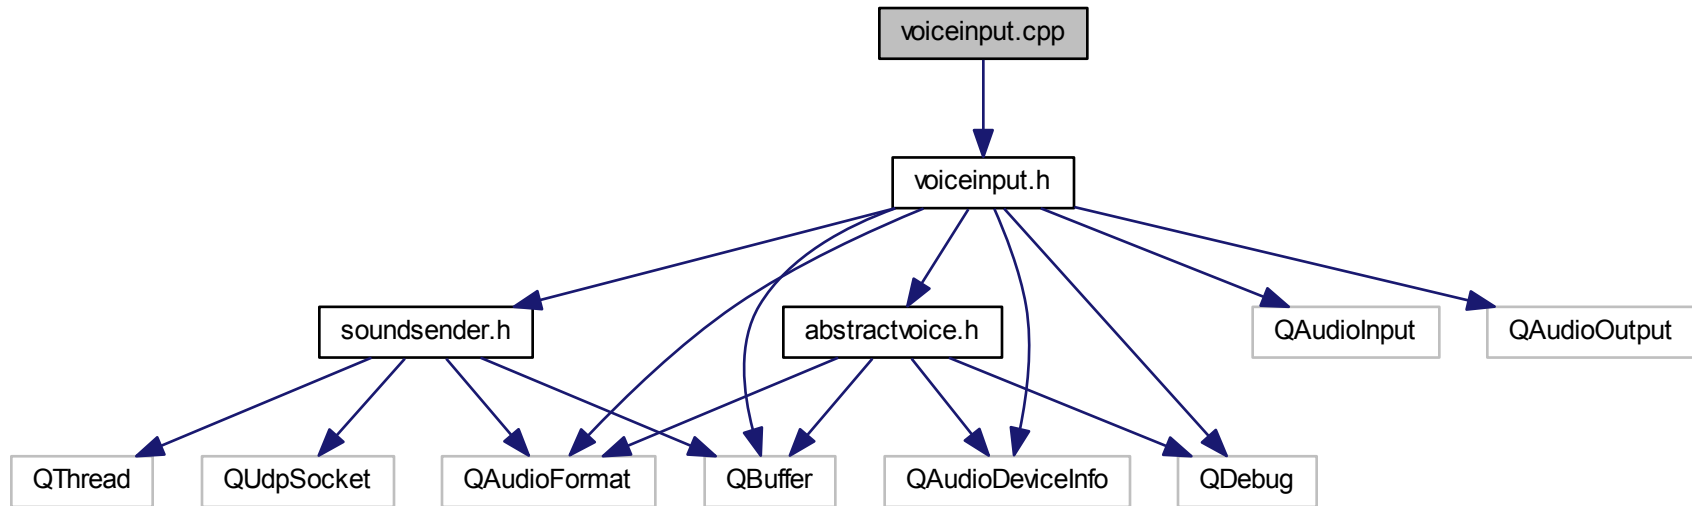 voiceinput.cpp
voiceinput.h
soundsender.h
abstractvoice.h
QAudioInput
QAudioOutput
QThread
QUdpSocket
QAudioFormat
QBuffer
QAudioDeviceInfo
QDebug